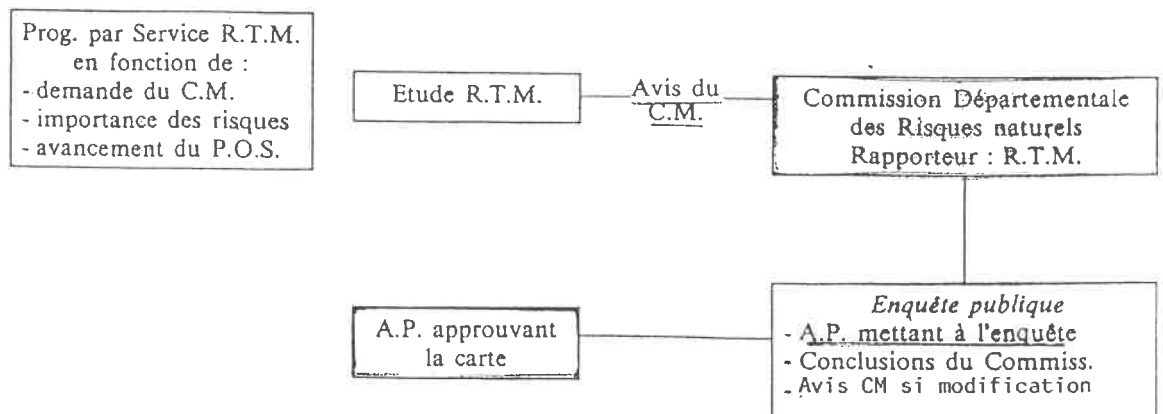 Prog. par Service R.T.M.
en fonction de :
- demande du C.M.
- importance des risques
- avancement du P.O.S.
Etude R.T.M.
Avis du
C.M.
Commission Départementale
des Risques naturels
Rapporteur : R.T.M.
Enquête publique
- A.P. mettant à l'enquête
- Conclusions du Commiss.
- Avis CM si modification
A.P. approuvant
la carte